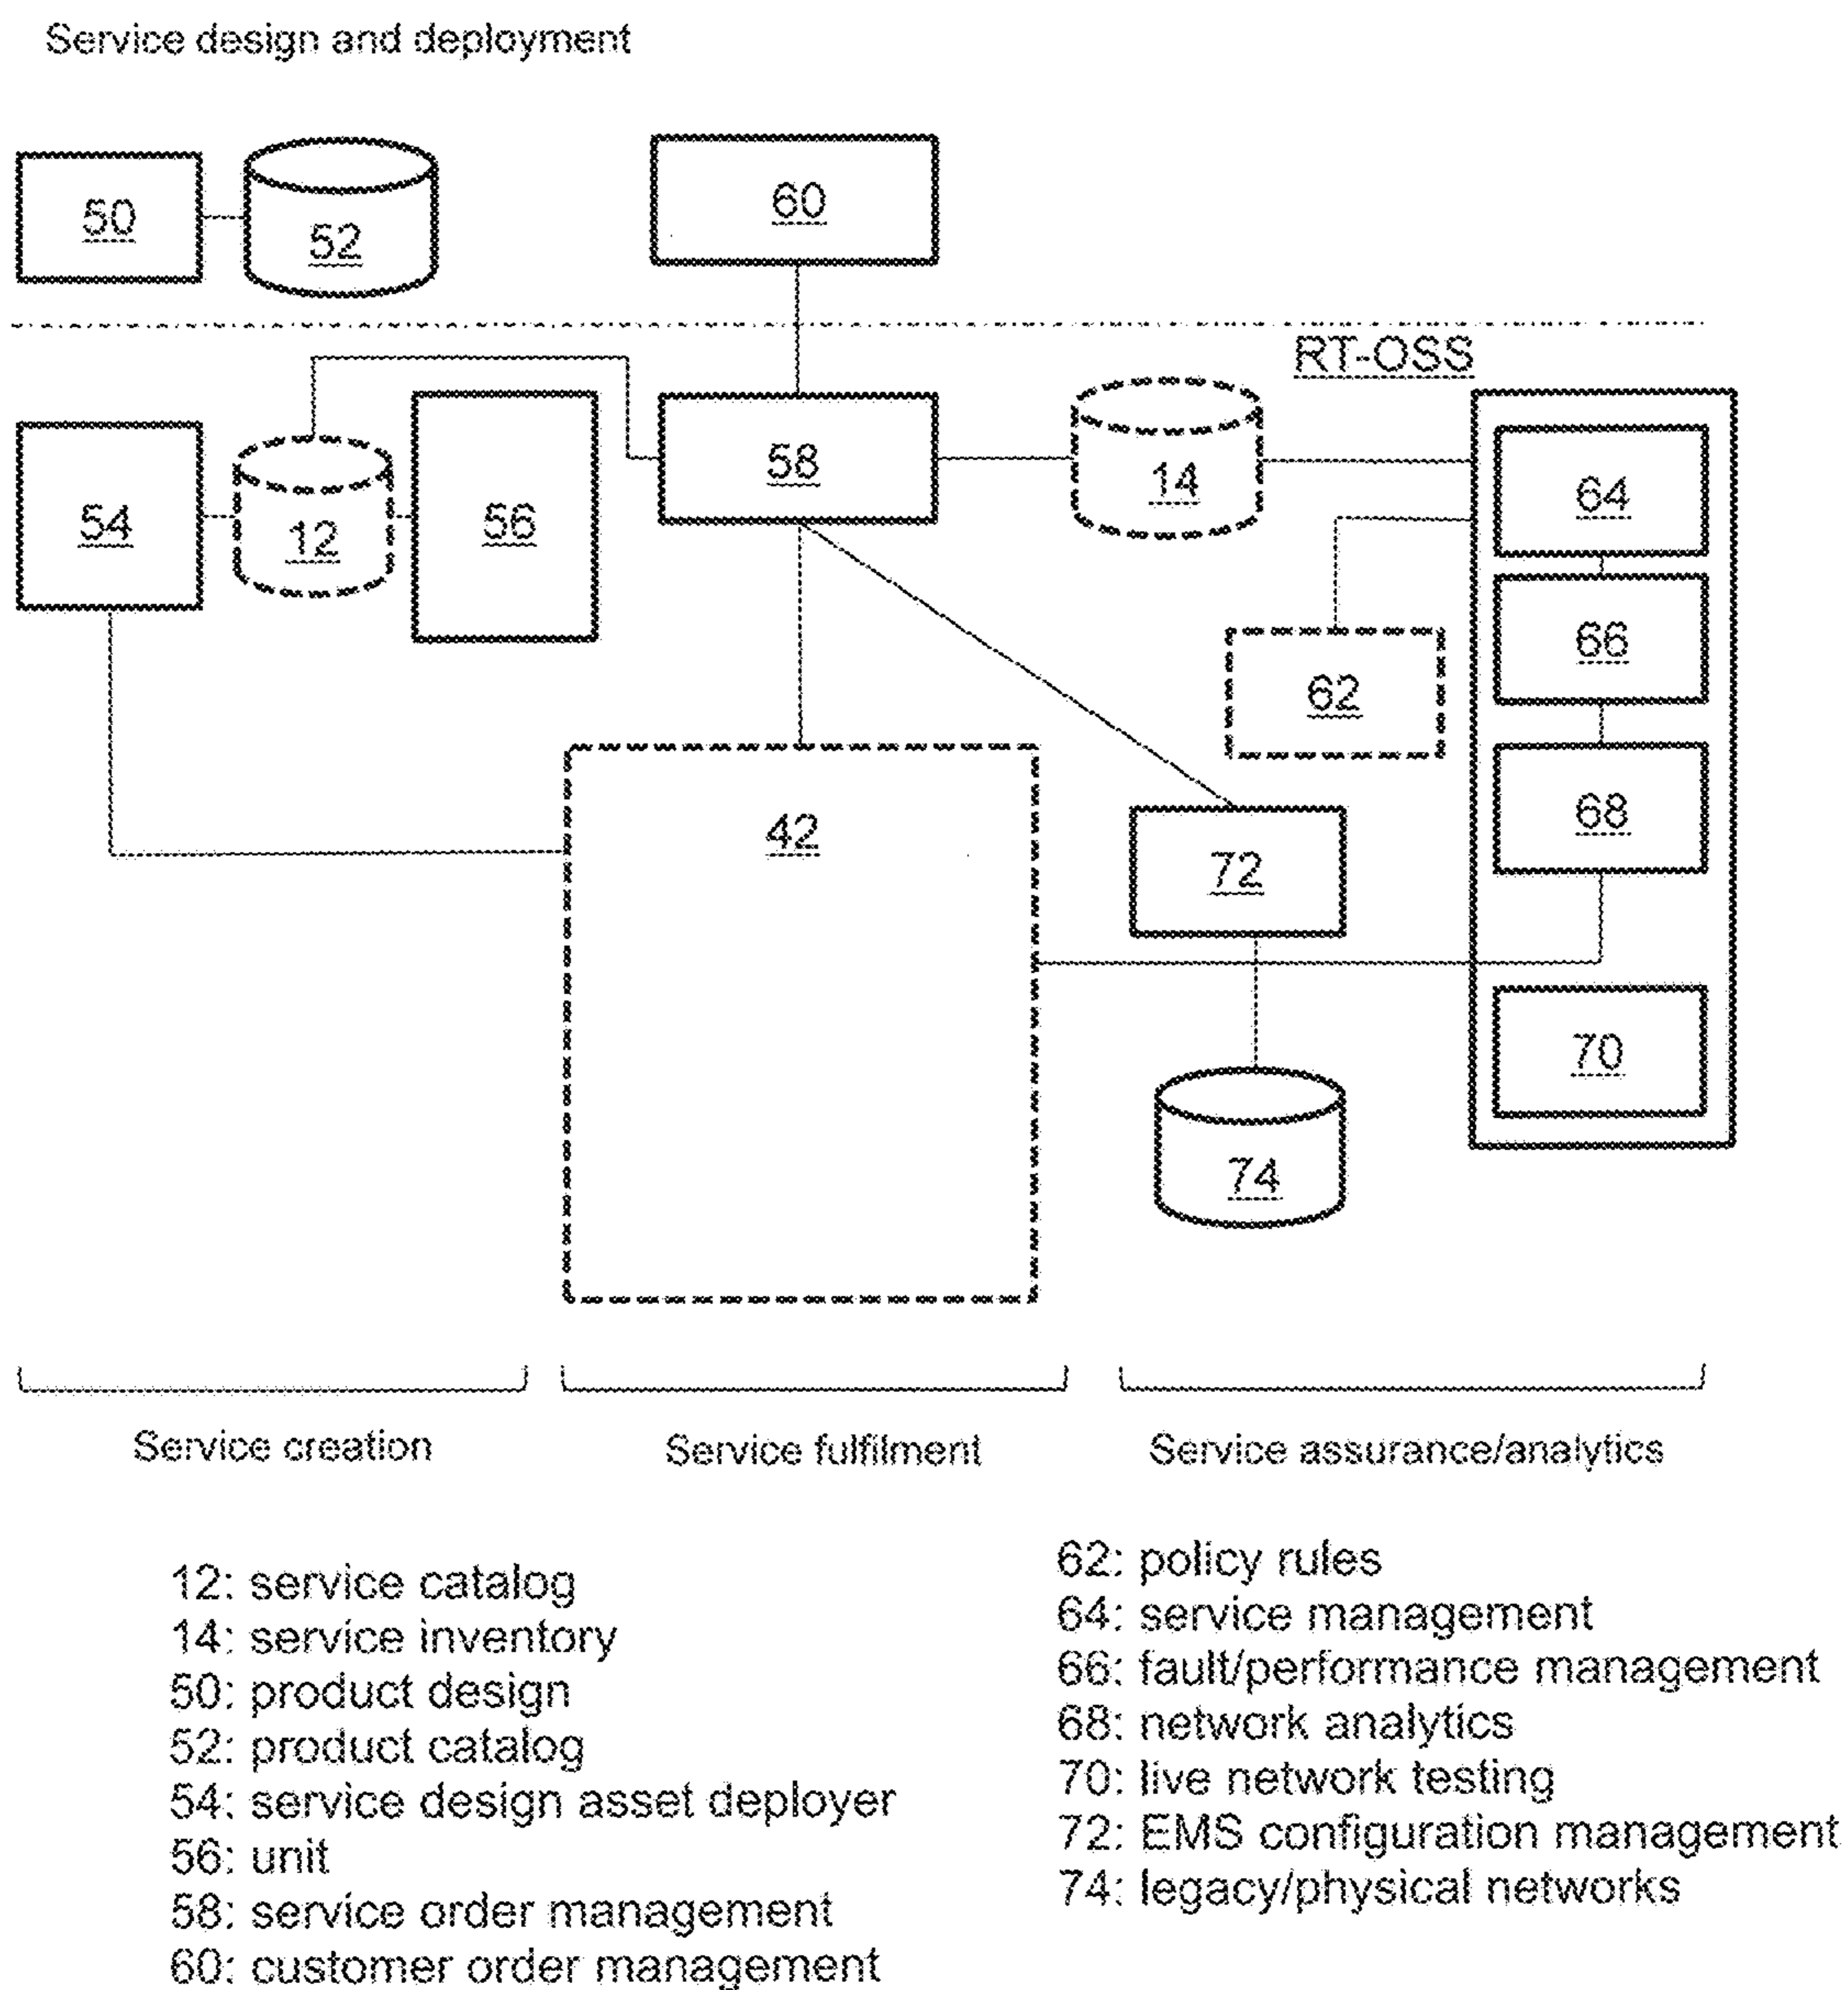 Service design and deployment
50
52
60
RT-OSS
54
12
56
58
14
64
66
62
42
68
72
70
74
Service creation
Service fulfilment
Service assurance/analytics
12: service catalog
14: service inventory
50: product design
52: product catalog
54: service design asset deployer
56: unit
58: service order management
60: customer order management
62: policy rules
64: service management
66: fault/performance management
68: network analytics
70: live network testing
72: EMS configuration management
74: legacy/physical networks